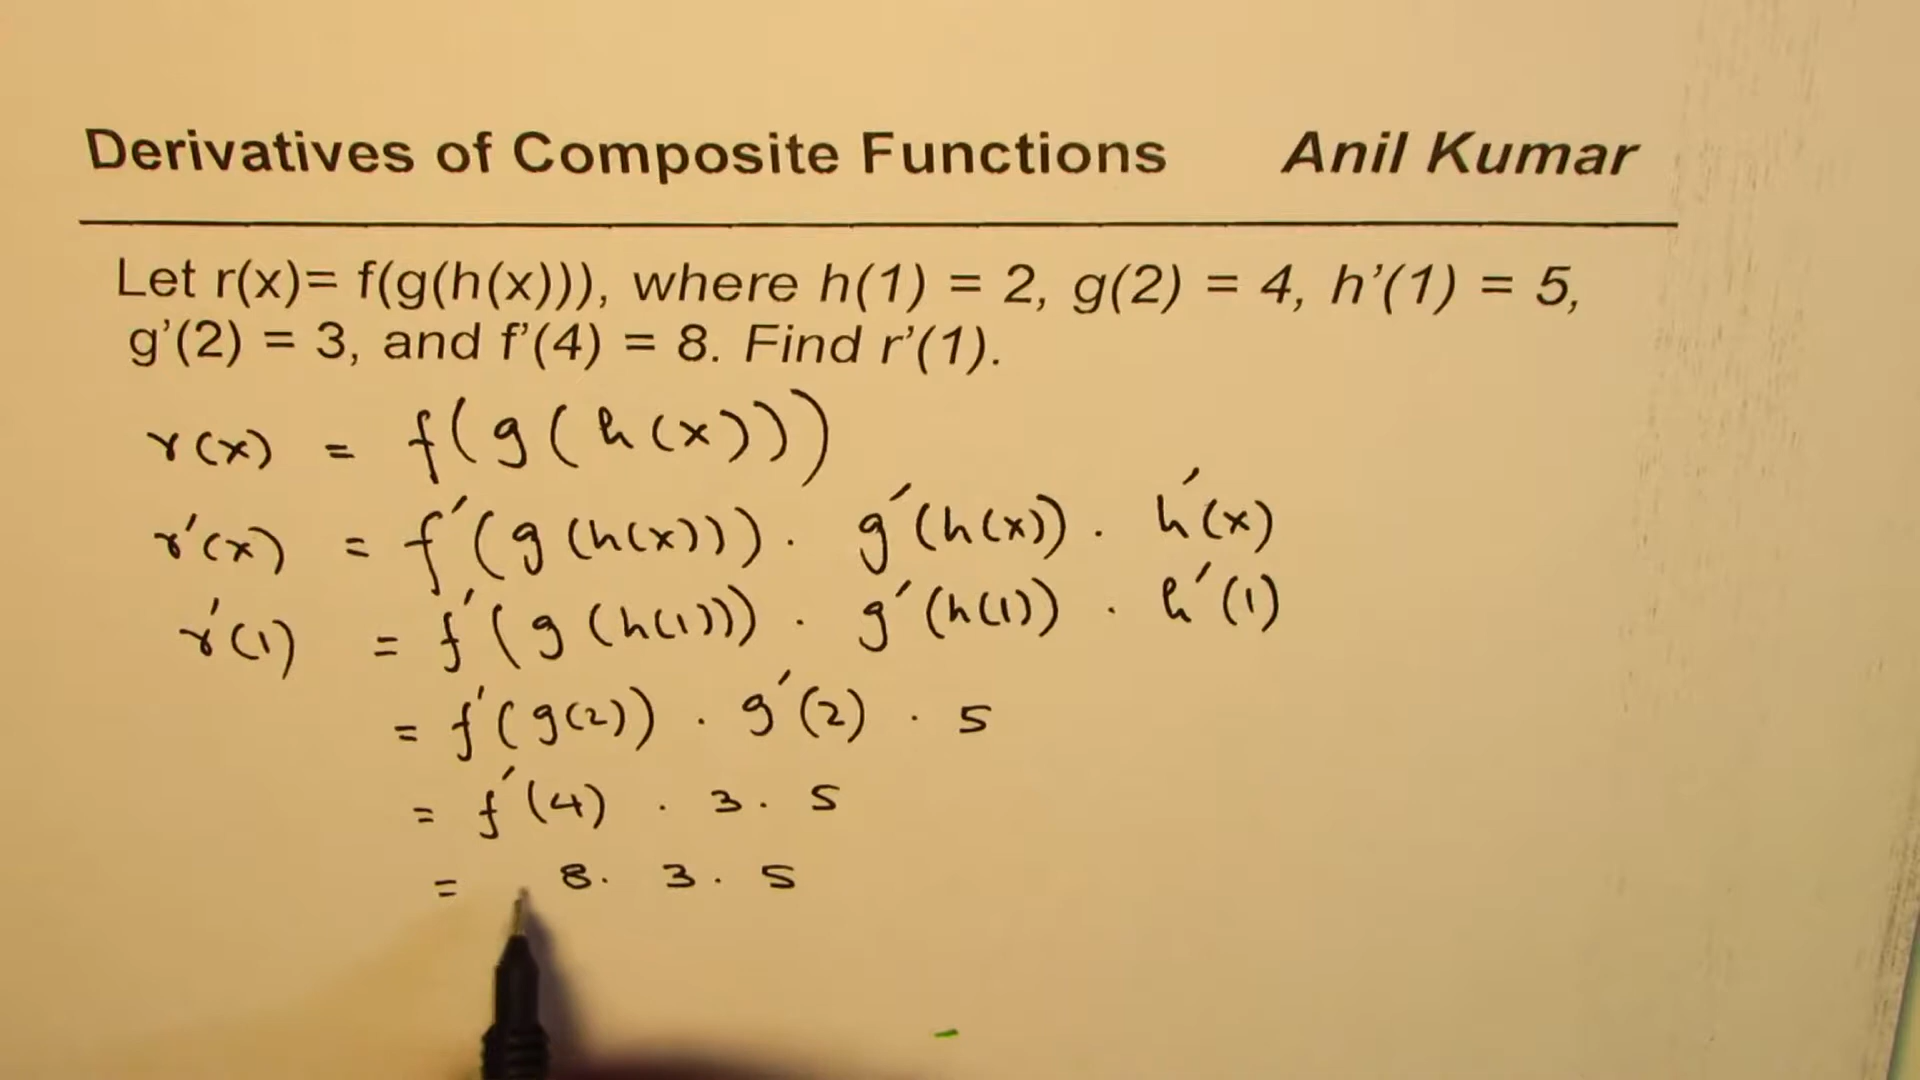 Derivatives of Composite Functions Anil Kumar
Let r(x)= f(g(h(x))), where h(1) = 2, g(2) = 4, h’(1) = 5,
g’(2) = 3, and f’(4) = 8. Find r’(1).
r(x) = f(g(h(x)))
r'(x) = f'(g(h(x))) · g'(h(x)) · h'(x)
r'(1) = f'(g(h(1))) · g'(h(1)) · h'(1)
= f'(g(2)) · g'(2) · 5
= f'(4) · 3 · 5
= 8 · 3 · 5